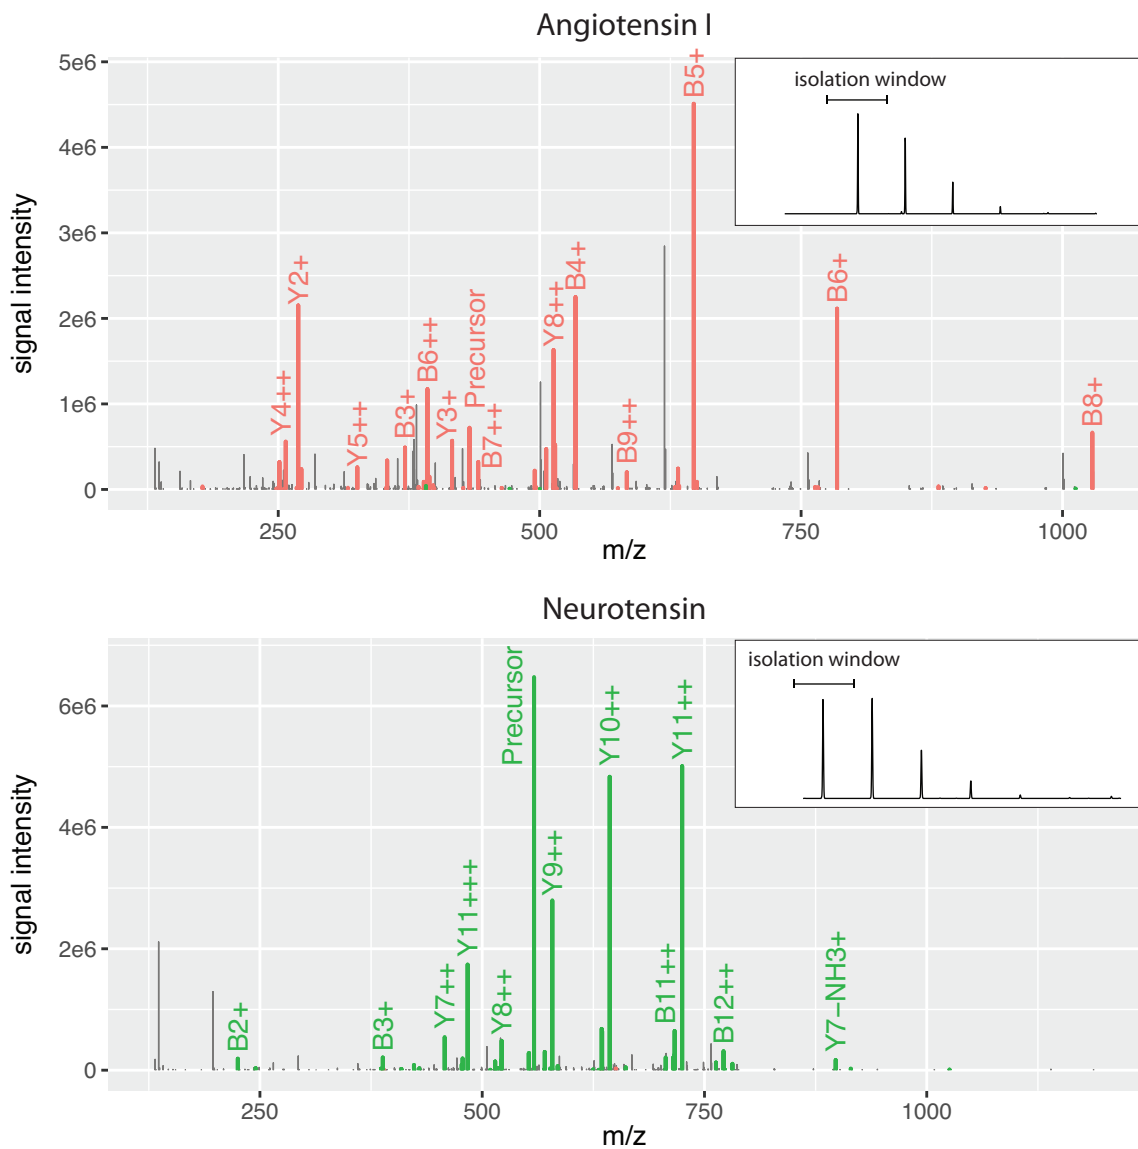 Angiotensin I
5e6
4e6
3e6
2e6
1e6
0
signal intensity
Y4++
Y2+
Y5++
B3+
B6++
Y3+
Precursor
B7++
Y8++
B4+
B9++
B5+
B6+
B8+
isolation window
250
500
750
1000
m/z
Neurotensin
6e6
4e6
2e6
0
signal intensity
B2+
B3+
Y7++
Y11+++
Y8++
Precursor
Y9++
Y10++
B11++
Y11++
B12++
Y7−NH3+
isolation window
250
500
750
1000
m/z